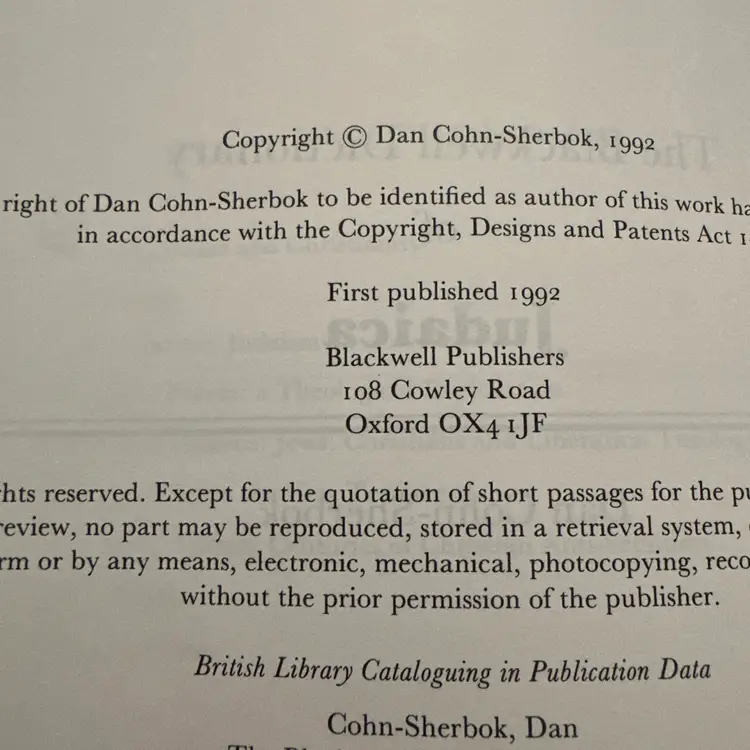 Copyright © Dan Cohn-Sherbok, 1992
right of Dan Cohn-Sherbok to be identified as author of this work ha
in accordance with the Copyright, Designs and Patents Act 1
First published 1992
Blackwell Publishers
108 Cowley Road
Oxford OX4 1JF
hts reserved. Except for the quotation of short passages for the pu
review, no part may be reproduced, stored in a retrieval system,
rm or by any means, electronic, mechanical, photocopying, reco
without the prior permission of the publisher.
British Library Cataloguing in Publication Data
Cohn-Sherbok, Dan